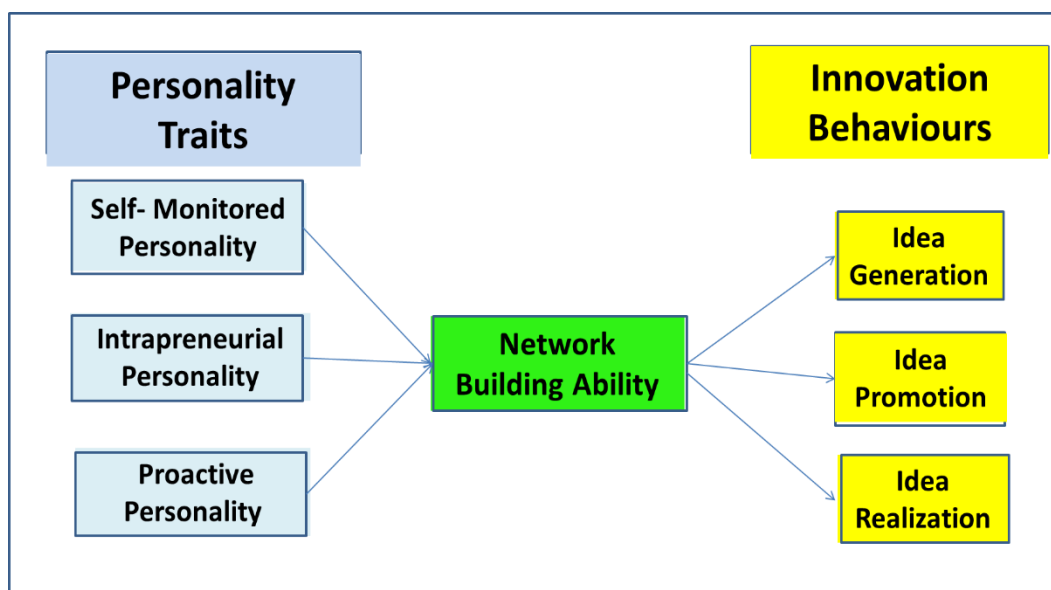 Personality
Traits
Innovation
Behaviours
Self- Monitored
Personality
Intrapreneurial
Personality
Proactive
Personality
Network
Building Ability
Idea
Generation
Idea
Promotion
Idea
Realization